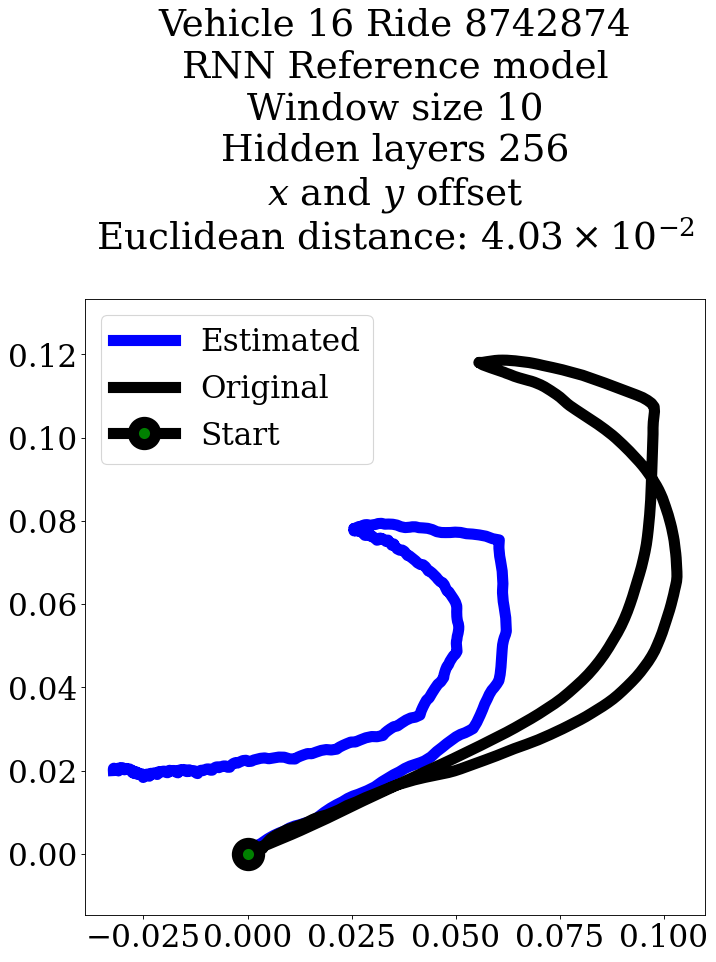 Vehicle 16 Ride 8742874
RNN Reference model
Window size 10
Hidden layers 256
x and y offset
Euclidean distance: 4.03 × 10⁻²
Estimated
Original
Start
0.12
0.10
0.08
0.06
0.04
0.02
0.00
−0.025 0.000 0.025 0.050 0.075 0.100